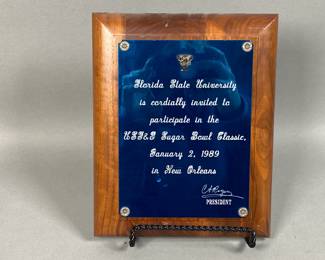 Florida State University
is cordially invited to
participate in the
USF&G Sugar Bowl Classic,
January 2, 1989
in New Orleans
PRESIDENT